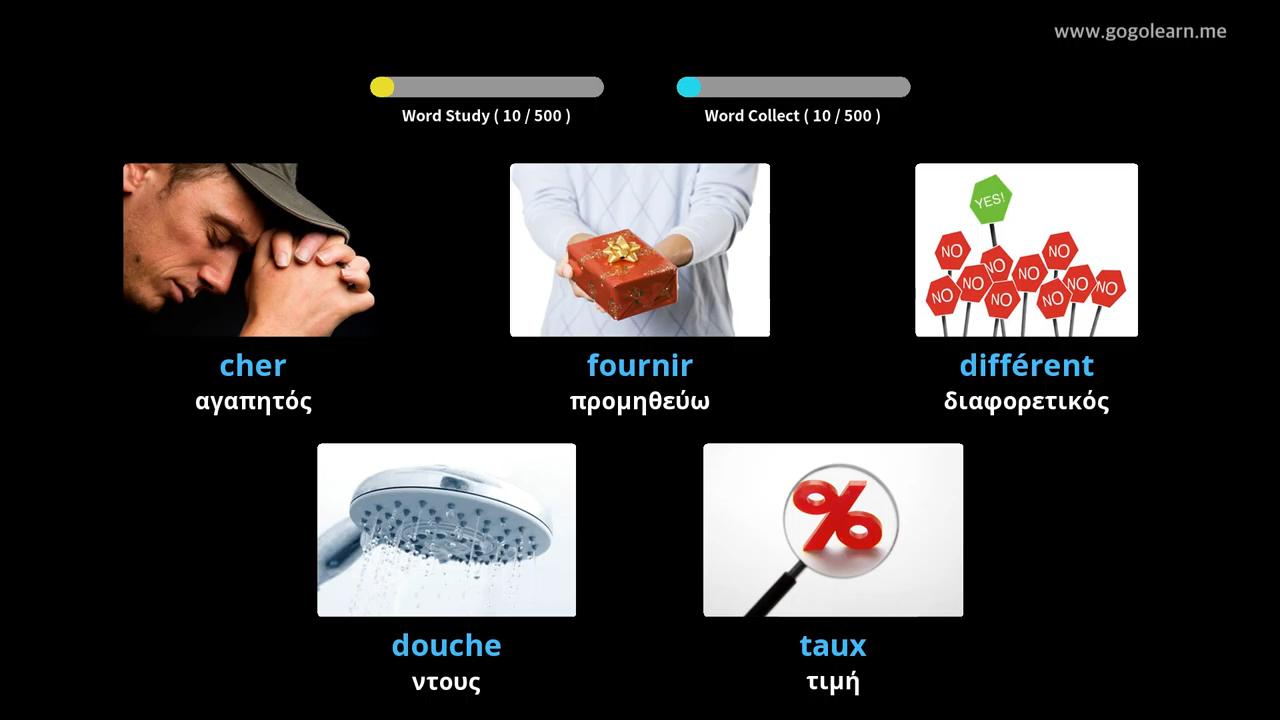 www.gogolearn.me
Word Study ( 10 / 500 )
Word Collect ( 10 / 500 )
YES!
NO
NO
NO
NO
NO
NO
NO
NO
NO
NO
cher
αγαπητός
fournir
προμηθεύω
différent
διαφορετικός
%
douche
ντους
taux
τιμή